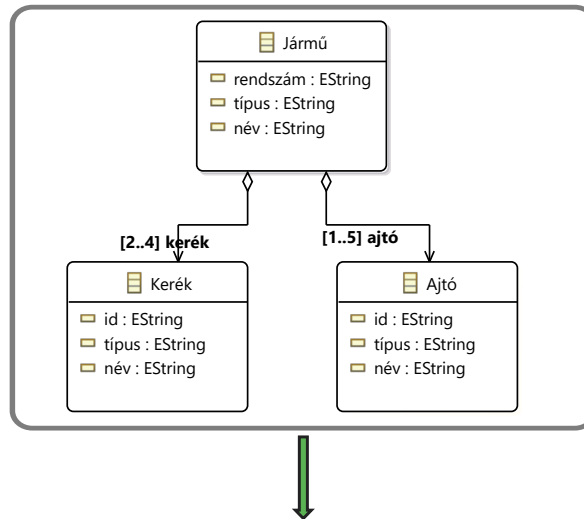 Jármű
rendszám : EString
típus : EString
név : EString
[2..4] kerék
[1..5] ajtó
Kerék
id : EString
típus : EString
név : EString
Ajtó
id : EString
típus : EString
név : EString